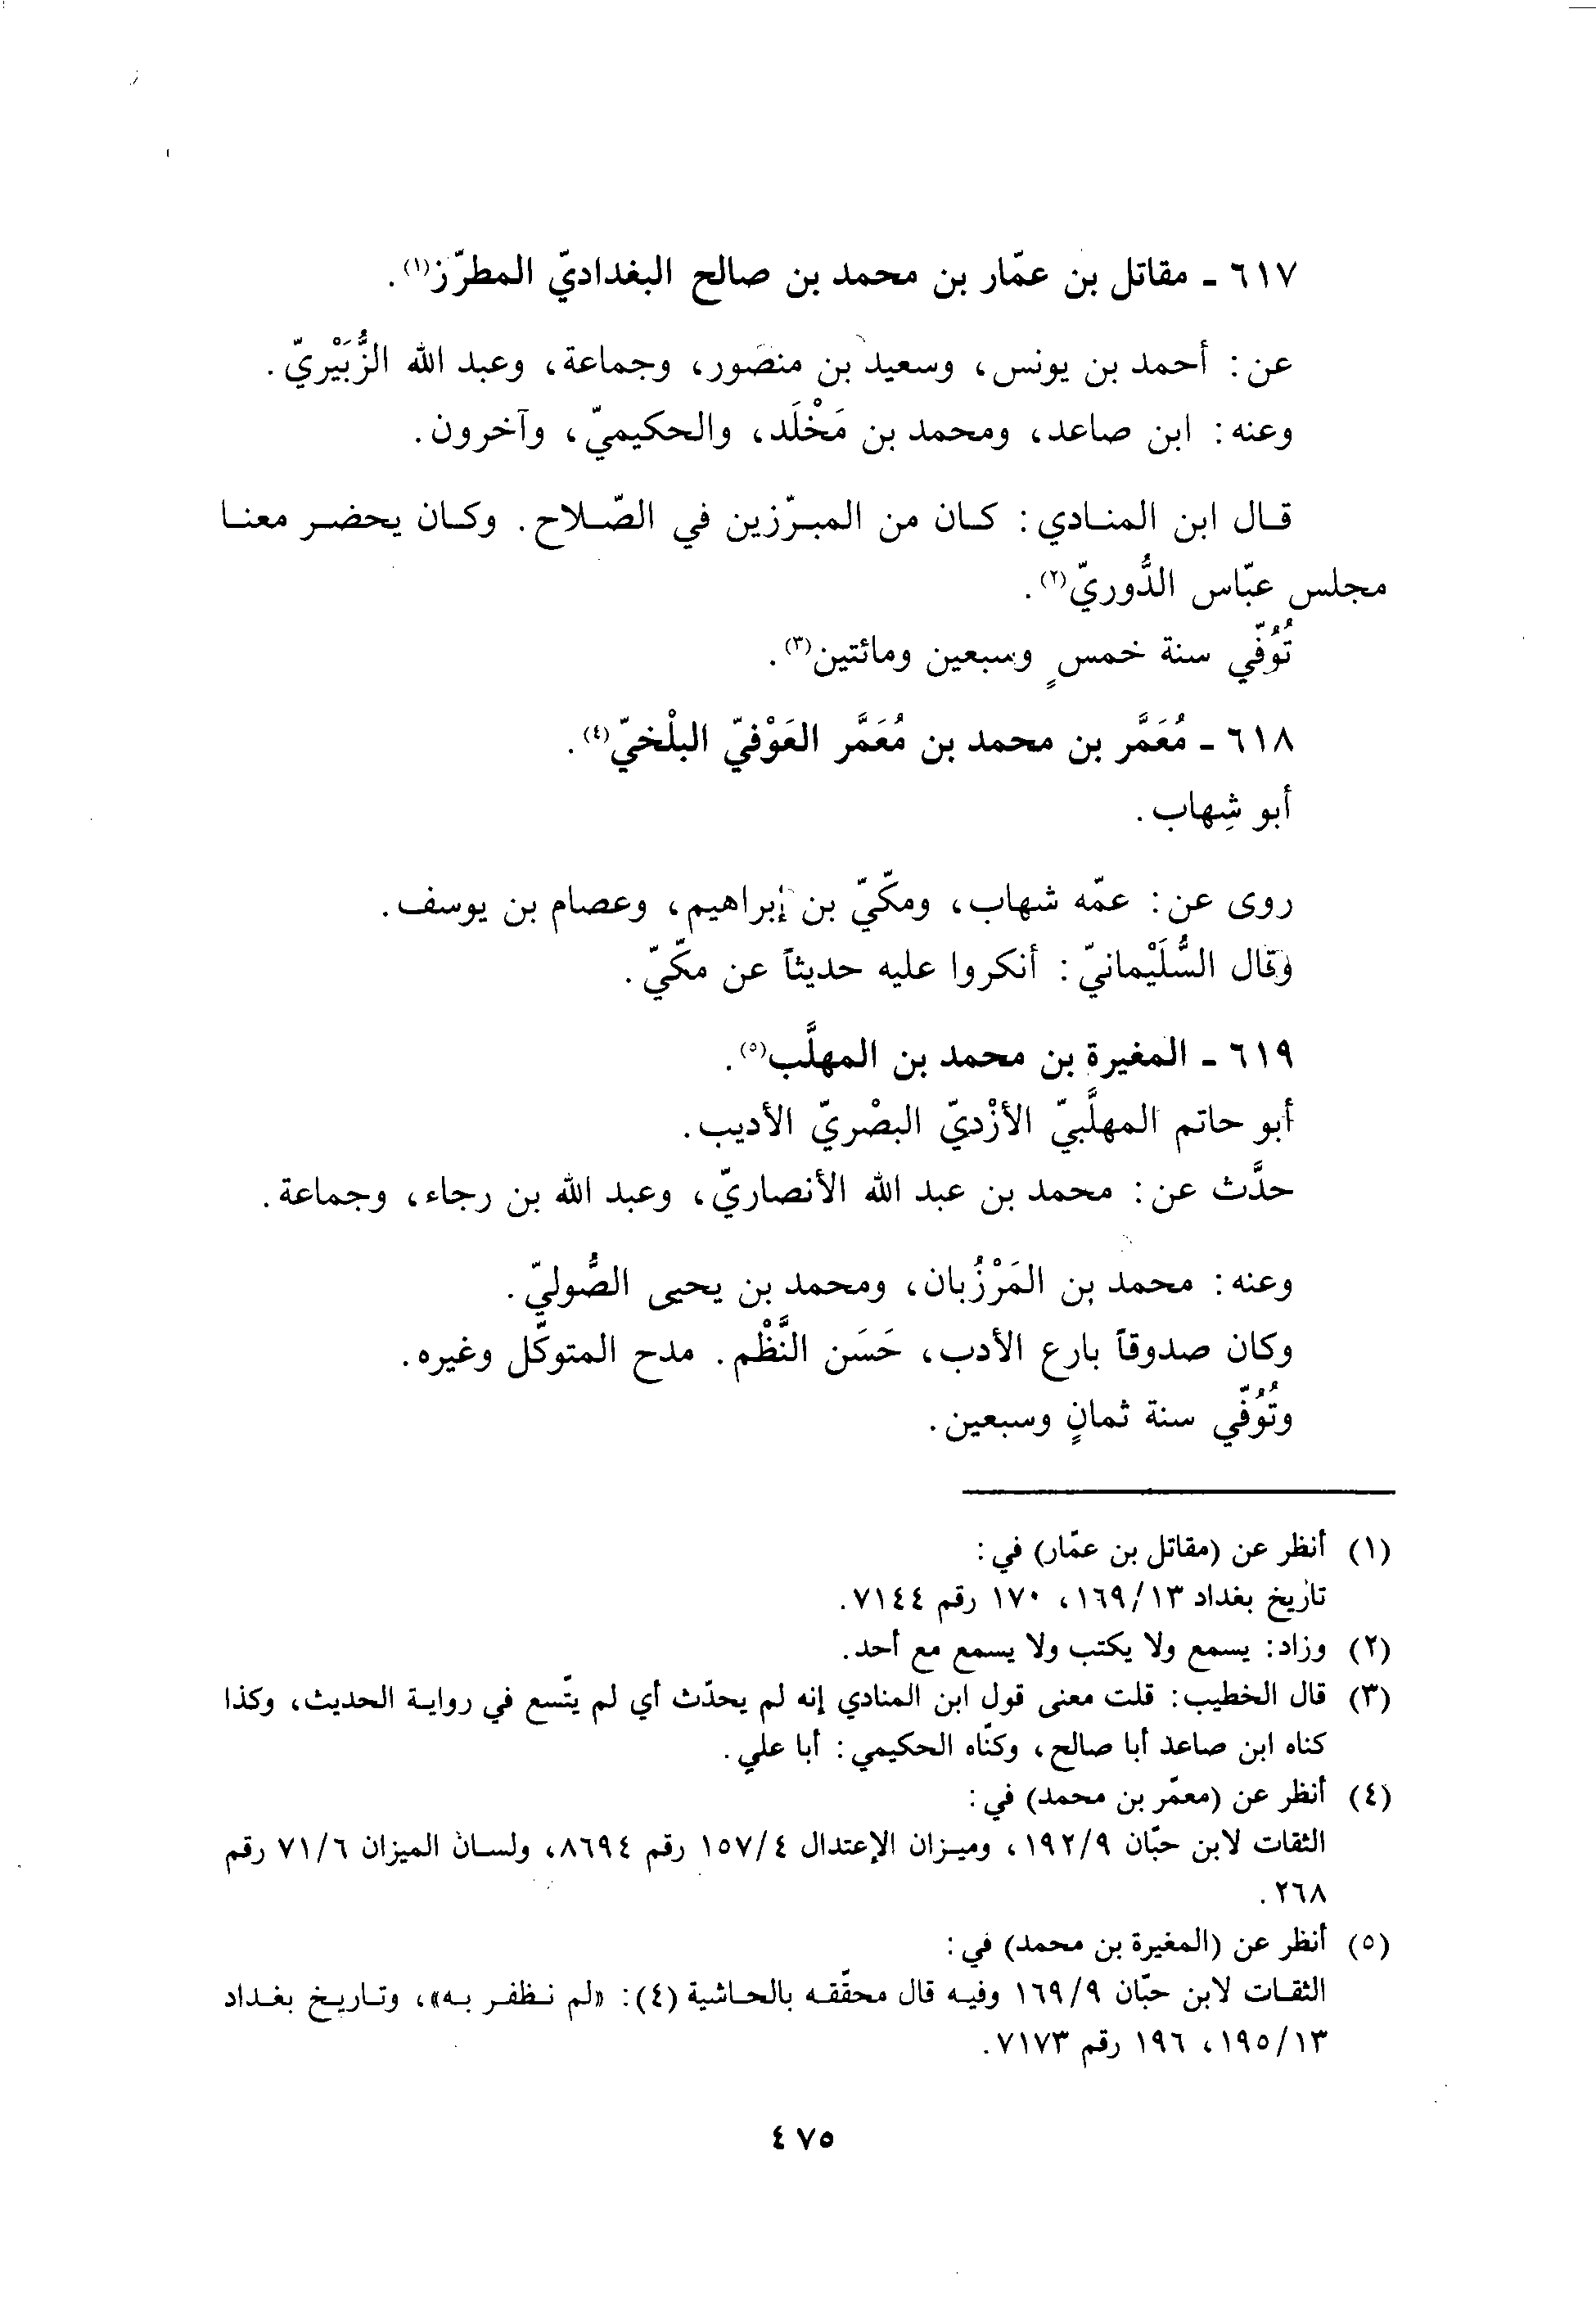 ٦١٧ - مقاتل بن عمّار بن محمد بن صالح البغداديّ المطرّز(١).
عن: أحمد بن يونس، وسعيد بن منصور، وجماعة، وعبد الله الزُّبَيْريّ.
وعنه: ابن صاعد، ومحمد بن مَخْلَد، والحكيميّ، وآخرون.
قال ابن المنادي: كان من المبرّزين في الصّلاح. وكان يحضر معنا
مجلس عبّاس الدُّوريّ(٢).
تُوُفّي سنة خمسٍ وسبعين ومائتين(٣).
٦١٨ - مُعَمَّر بن محمد بن مُعَمَّر العَوْفيّ البلْخيّ(٤).
أبو شِهاب.
روى عن: عمّه شهاب، ومكّيّ بن إبراهيم، وعصام بن يوسف.
وقال السُّلَيْمانيّ: أنكروا عليه حديثاً عن مكّيّ.
٦١٩ - المغيرة بن محمد بن المهلَّب(٥).
أبو حاتم المهلَّبيّ الأزْديّ البصْريّ الأديب.
حدَّث عن: محمد بن عبد الله الأنصاريّ، وعبد الله بن رجاء، وجماعة.
وعنه: محمد بن المَرْزُبان، ومحمد بن يحيى الصُّوليّ.
وكان صدوقاً بارع الأدب، حَسَن النَّظْم. مدح المتوكّل وغيره.
وتُوُفّي سنة ثمانٍ وسبعين.
(١) أنظر عن (مقاتل بن عمّار) في:
تاريخ بغداد ١٣/١٦٩، ١٧٠ رقم ٧١٤٤.
(٢) وزاد: يسمع ولا يكتب ولا يسمع مع أحد.
(٣) قال الخطيب: قلت معنى قول ابن المنادي إنه لم يحدّث أي لم يتّسع في رواية الحديث، وكذا
كناه ابن صاعد أبا صالح، وكنّاه الحكيمي: أبا علي.
(٤) أنظر عن (معمّر بن محمد) في:
الثقات لابن حبّان ٩/١٩٢، وميزان الإعتدال ٤/١٥٧ رقم ٨٦٩٤، ولسان الميزان ٦/٧١ رقم
٢٦٨.
(٥) أنظر عن (المغيرة بن محمد) في:
الثقات لابن حبّان ٩/١٦٩ وفيه قال محقّقه بالحاشية (٤): «لم نظفر به»، وتاريخ بغداد
١٣/١٩٥، ١٩٦ رقم ٧١٧٣.
٤٧٥